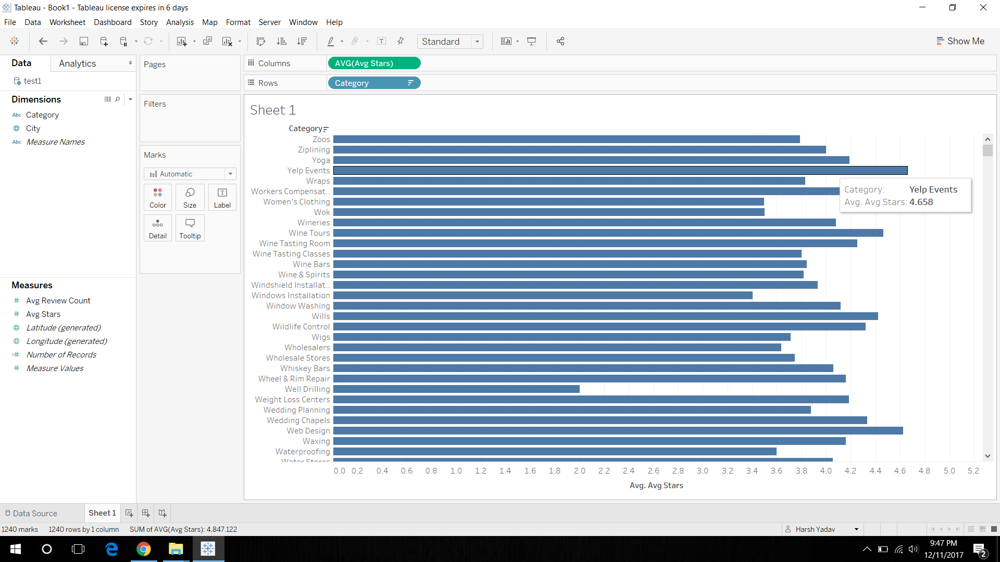 Tableau - Book1 - Tableau license expires in 6 days
File Data Worksheet Dashboard Story Analysis Map Format Server Window Help
Standard
Show Me
Data
Analytics
test1
Dimensions
Abc Category
City
Abc Measure Names
Measures
Avg Review Count
Avg Stars
Latitude (generated)
Longitude (generated)
Number of Records
Measure Values
Pages
Filters
Marks
Automatic
Color Size Label
Detail Tooltip
Columns AVG(Avg Stars)
Rows Category
Sheet 1
Category
Zoos
Ziplining
Yoga
Yelp Events
Wraps
Workers Compensat..
Women's Clothing
Wok
Wineries
Wine Tours
Wine Tasting Room
Wine Tasting Classes
Wine Bars
Wine & Spirits
Windshield Installat..
Windows Installation
Window Washing
Wills
Wildlife Control
Wigs
Wholesalers
Wholesale Stores
Whiskey Bars
Wheel & Rim Repair
Well Drilling
Weight Loss Centers
Wedding Planning
Wedding Chapels
Web Design
Waxing
Waterproofing
Water Stores
Category: Yelp Events
Avg. Avg Stars: 4.658
0.0 0.2 0.4 0.6 0.8 1.0 1.2 1.4 1.6 1.8 2.0 2.2 2.4 2.6 2.8 3.0 3.2 3.4 3.6 3.8 4.0 4.2 4.4 4.6 4.8 5.0 5.2
Avg. Avg Stars
Data Source Sheet 1
1240 marks 1240 rows by 1 column SUM of AVG(Avg Stars): 4,847.122
Harsh Yadav
9:47 PM
12/11/2017
2